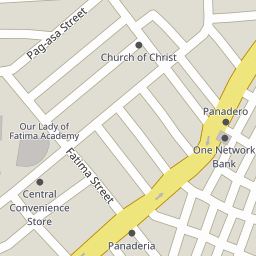 Pag-asa Street
Church of Christ
Panadero
Our Lady of
Fatima Academy
One Network
Bank
Fatima Street
Central
Convenience
Store
Panaderia